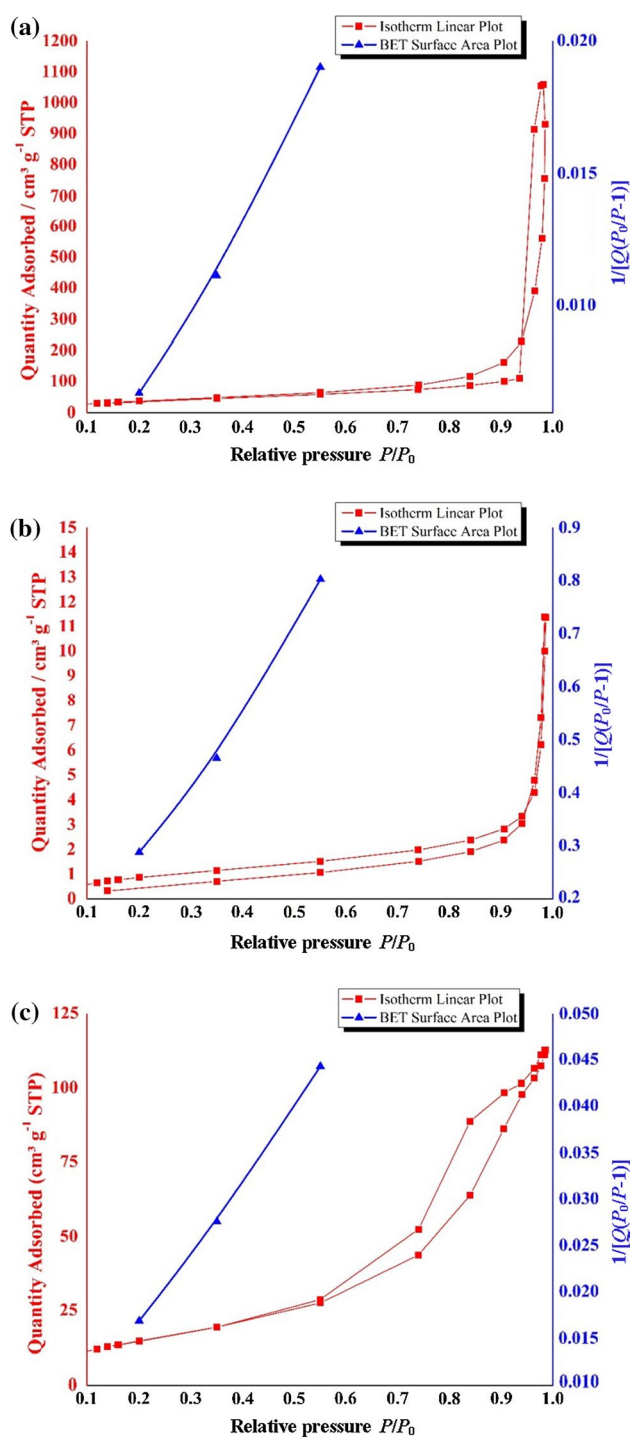 (a)
Isotherm Linear Plot
BET Surface Area Plot
1200
1100
1000
900
800
700
600
500
400
300
200
100
0
Quantity Adsorbed / cm³ g⁻¹ STP
0.020
0.015
0.010
1/[Q(P₀/P-1)]
0.1 0.2 0.3 0.4 0.5 0.6 0.7 0.8 0.9 1.0
Relative pressure P/P₀
(b)
Isotherm Linear Plot
BET Surface Area Plot
15
14
13
12
11
10
9
8
7
6
5
4
3
2
1
0
Quantity Adsorbed / cm³ g⁻¹ STP
0.9
0.8
0.7
0.6
0.5
0.4
0.3
0.2
1/[Q(P₀/P-1)]
0.1 0.2 0.3 0.4 0.5 0.6 0.7 0.8 0.9 1.0
Relative pressure P/P₀
(c)
Isotherm Linear Plot
BET Surface Area Plot
125
100
75
50
25
0
Quantity Adsorbed (cm³ g⁻¹ STP)
0.050
0.045
0.040
0.035
0.030
0.025
0.020
0.015
0.010
1/[Q(P₀/P-1)]
0.1 0.2 0.3 0.4 0.5 0.6 0.7 0.8 0.9 1.0
Relative pressure P/P₀